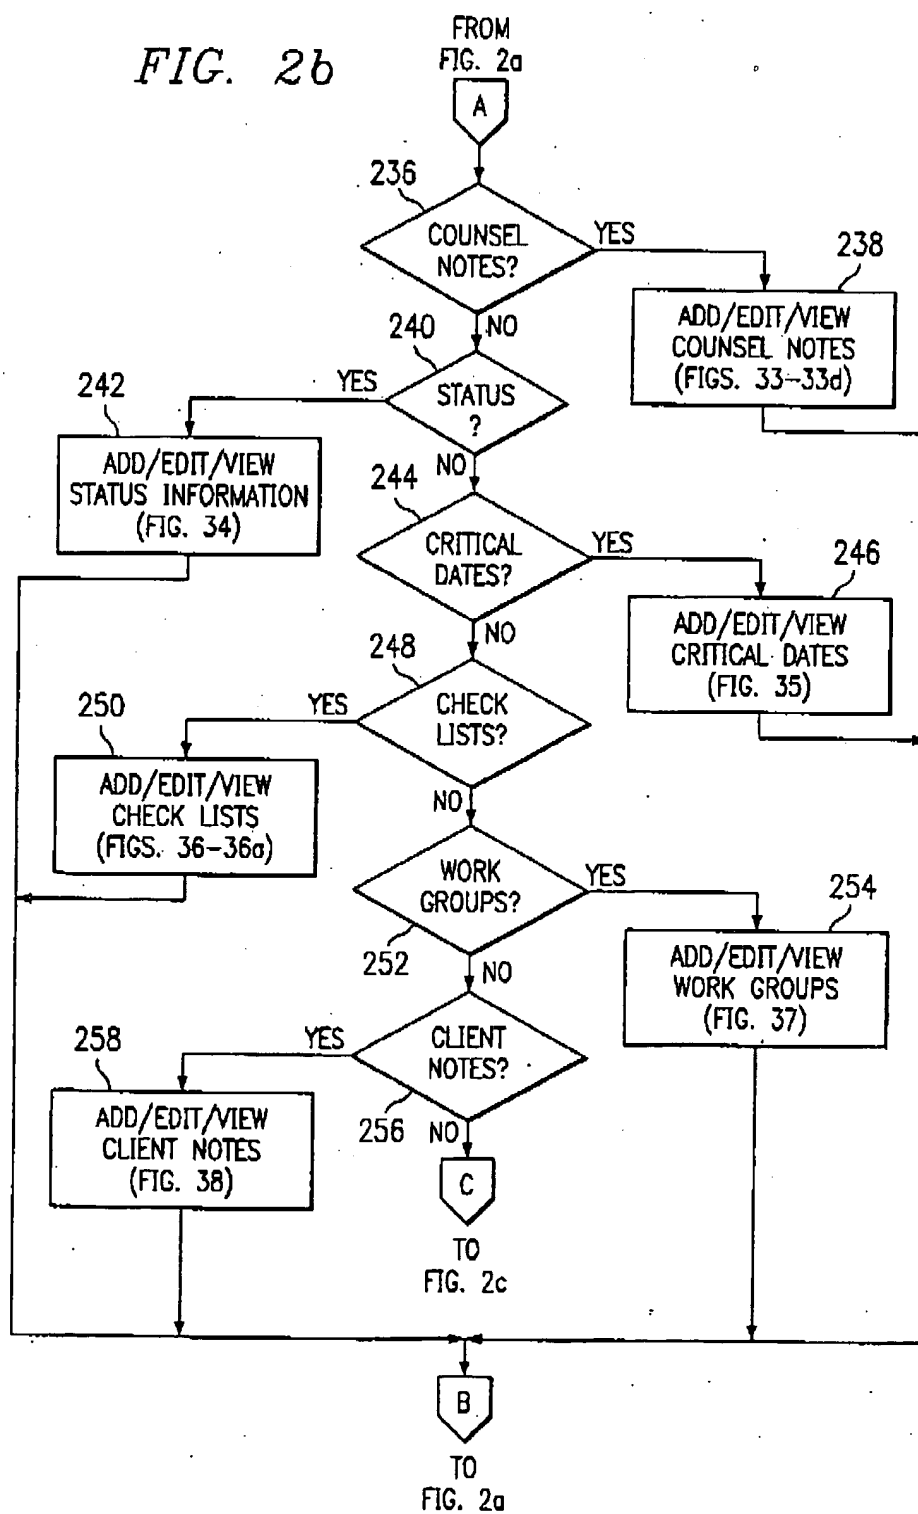 FIG. 2b
FROM
FIG. 2a
A
236
COUNSEL
NOTES?
YES
238
ADD/EDIT/VIEW
COUNSEL NOTES
(FIGS. 33-33d)
NO
240
STATUS
?
YES
242
ADD/EDIT/VIEW
STATUS INFORMATION
(FIG. 34)
NO
244
CRITICAL
DATES?
YES
246
ADD/EDIT/VIEW
CRITICAL DATES
(FIG. 35)
NO
248
CHECK
LISTS?
YES
250
ADD/EDIT/VIEW
CHECK LISTS
(FIGS. 36-36a)
NO
WORK
GROUPS?
252
YES
254
ADD/EDIT/VIEW
WORK GROUPS
(FIG. 37)
NO
CLIENT
NOTES?
256
YES
258
ADD/EDIT/VIEW
CLIENT NOTES
(FIG. 38)
NO
C
TO
FIG. 2c
B
TO
FIG. 2a